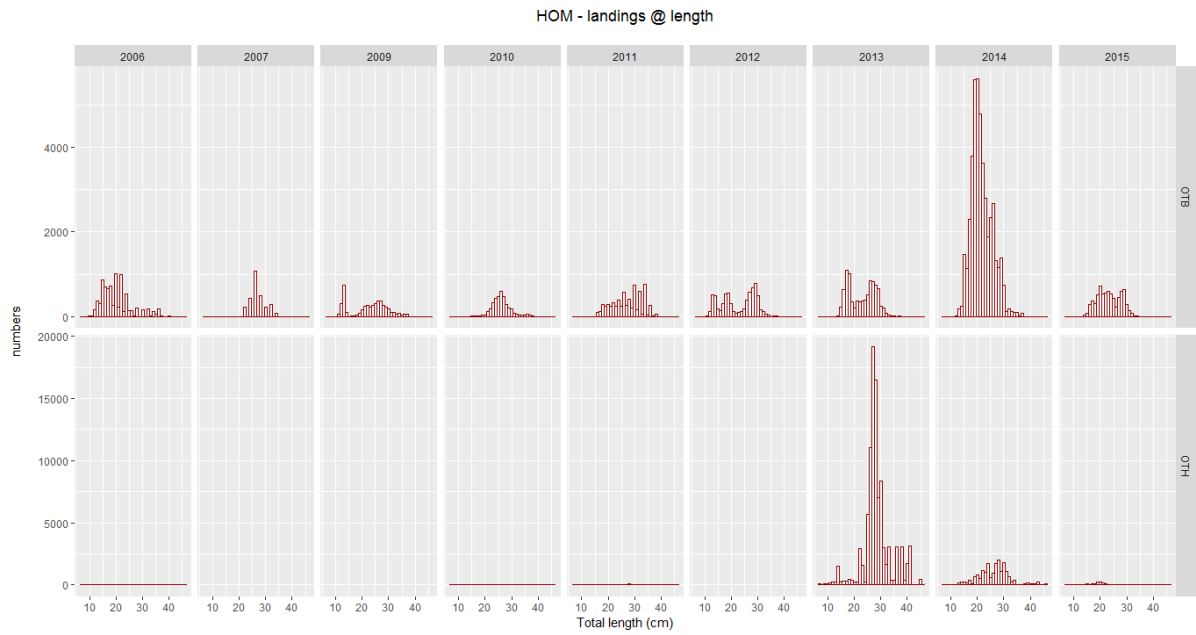 HOM - landings @ length
2006 2007 2009 2010 2011 2012 2013 2014 2015
numbers
4000
2000
0
OTB
20000
15000
10000
5000
0
OTH
10 20 30 40 10 20 30 40 10 20 30 40 10 20 30 40 10 20 30 40 10 20 30 40 10 20 30 40 10 20 30 40 10 20 30 40
Total length (cm)